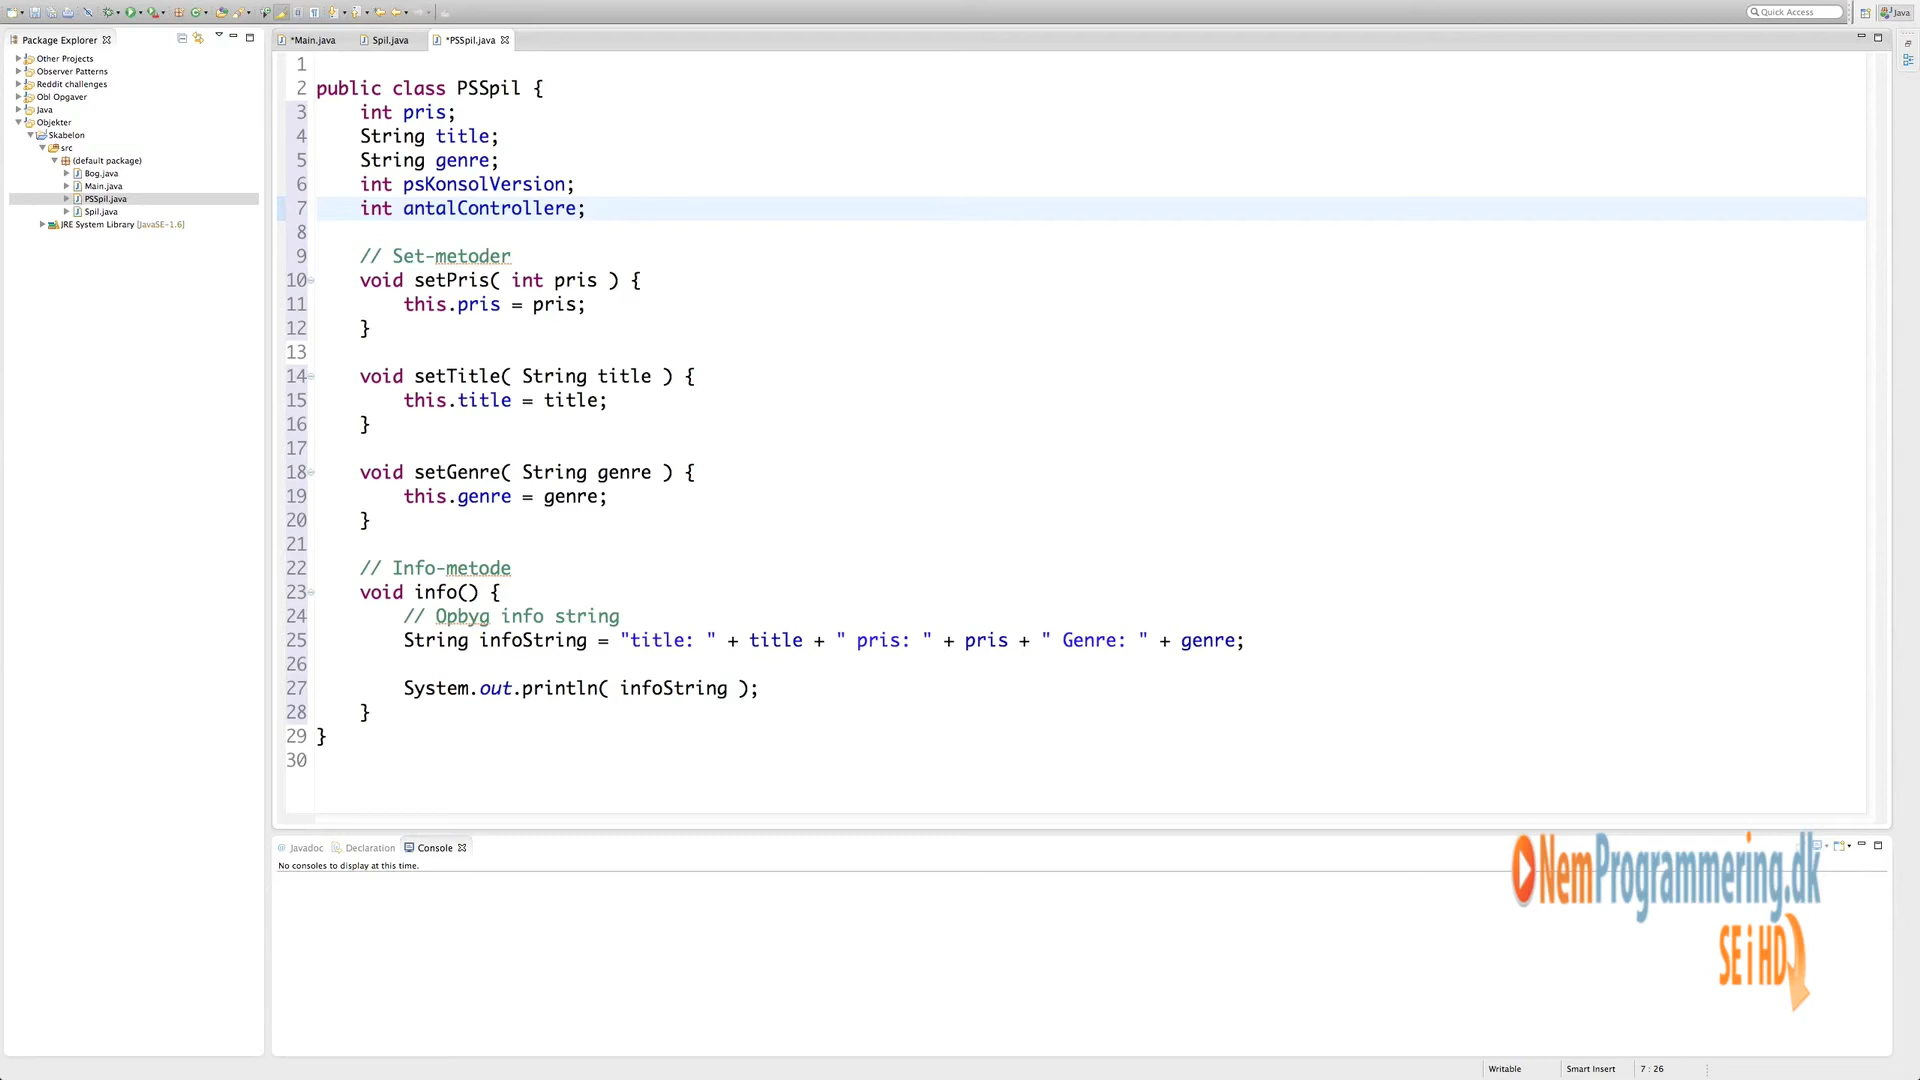 Quick Access
Java
Package Explorer
*Main.java
Spil.java
*PSSpil.java
Other Projects
Observer Patterns
Reddit challenges
Obl Opgaver
Java
Objekter
Skabelon
src
(default package)
Bog.java
Main.java
PSSpil.java
Spil.java
JRE System Library [JavaSE-1.6]
1
2 public class PSSpil {
3 int pris;
4 String title;
5 String genre;
6 int psKonsolVersion;
7 int antalControllere;
8
9 // Set-metoder
10 void setPris( int pris ) {
11 this.pris = pris;
12 }
13
14 void setTitle( String title ) {
15 this.title = title;
16 }
17
18 void setGenre( String genre ) {
19 this.genre = genre;
20 }
21
22 // Info-metode
23 void info() {
24 // Opbyg info string
25 String infoString = "title: " + title + " pris: " + pris + " Genre: " + genre;
26
27 System.out.println( infoString );
28 }
29 }
30
Javadoc
Declaration
Console
No consoles to display at this time.
NemProgrammering.dk
SE i HD
Writable
Smart Insert
7 : 26